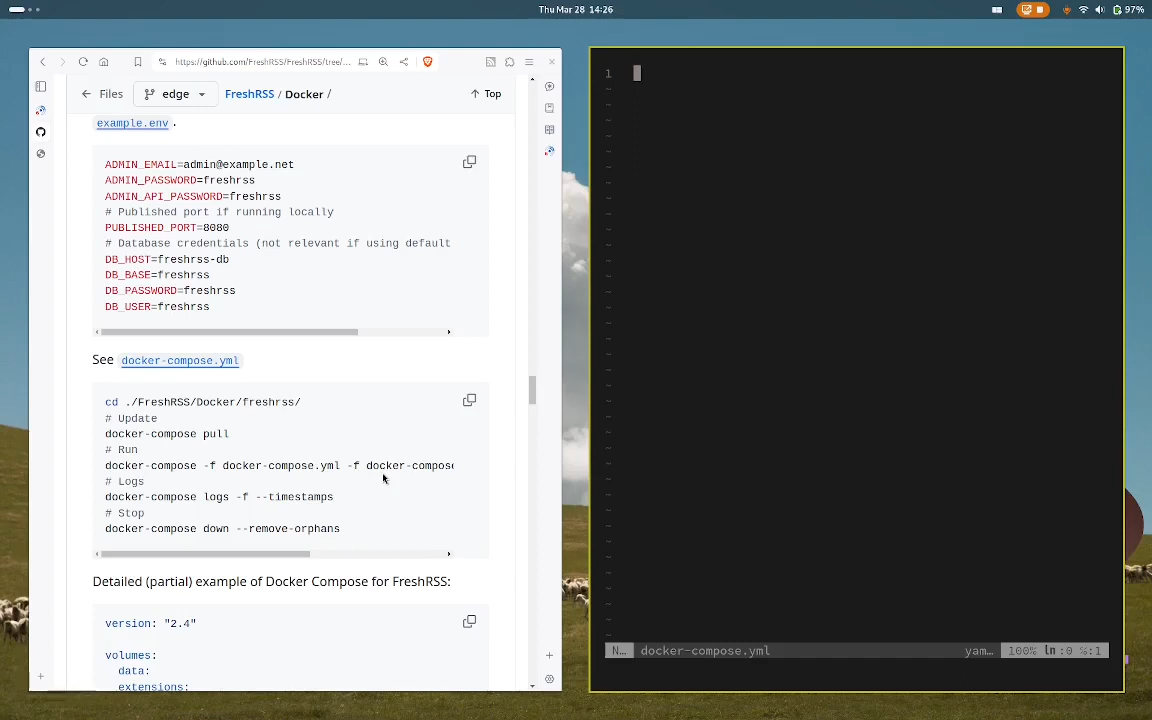 Thu Mar 28 14:26
97%
https://github.com/FreshRSS/FreshRSS/tree/...
Files
edge
FreshRSS / Docker /
Top
example.env .
ADMIN_EMAIL=admin@example.net
ADMIN_PASSWORD=freshrss
ADMIN_API_PASSWORD=freshrss
# Published port if running locally
PUBLISHED_PORT=8080
# Database credentials (not relevant if using default
DB_HOST=freshrss-db
DB_BASE=freshrss
DB_PASSWORD=freshrss
DB_USER=freshrss
See docker-compose.yml
cd ./FreshRSS/Docker/freshrss/
# Update
docker-compose pull
# Run
docker-compose -f docker-compose.yml -f docker-compose
# Logs
docker-compose logs -f --timestamps
# Stop
docker-compose down --remove-orphans
Detailed (partial) example of Docker Compose for FreshRSS:
version: "2.4"
volumes:
data:
extensions:
1
N… docker-compose.yml yam… 100% ln:0 %:1